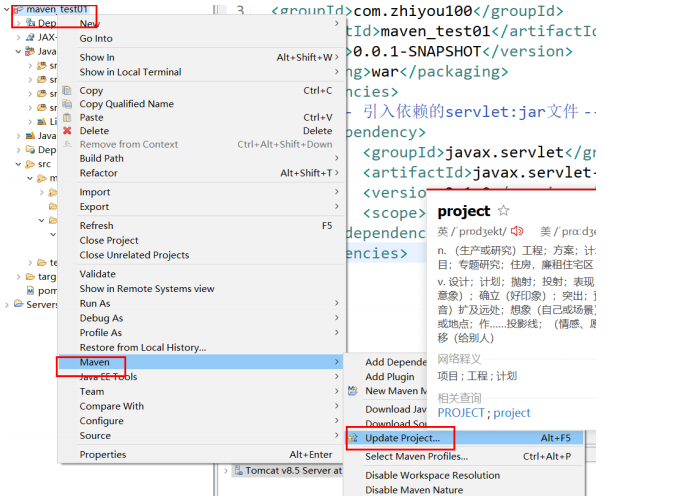 maven_test01
Dep
JAX-
Java
sr
sr
sr
sr
Li
Java
Dep
src
m
te
targ
pom
Servers
New
Go Into
Show In Alt+Shift+W
Show in Local Terminal
Copy Ctrl+C
Copy Qualified Name
Paste Ctrl+V
Delete Delete
Remove from Context Ctrl+Alt+Shift+Down
Build Path
Refactor Alt+Shift+T
Import
Export
Refresh F5
Close Project
Close Unrelated Projects
Validate
Show in Remote Systems view
Run As
Debug As
Profile As
Restore from Local History...
Maven
Java EE Tools
Team
Compare With
Configure
Source
Properties Alt+Enter
3 <groupId>com.zhiyou100</groupId>
tId>maven_test01</artifactId
>0.0.1-SNAPSHOT</version>
ng>war</packaging>
ncies>
- 引入依赖的servlet:jar文件 --
pendency>
<groupId>javax.servlet</gr
<artifactId>javax.servlet-
<versio
<scope>
dependenc
encies>
project
英 /ˈprɒdʒekt/ 美 /ˈprɑːdʒe
n. （生产或研究）工程；方案；计
目；专题研究；住房，廉租住宅区
v. 设计；计划；抛射；投射；表现
意象）；确立（好印象）；突出；
音）扩及远处；想象（自己或场景）
或地点；作……投影线；（情感、
移（给别人）
网络释义
项目 ; 工程 ; 计划
相关查询
PROJECT ; project
Add Depende
Add Plugin
New Maven M
Download Jav
Download Sou
Update Project... Alt+F5
Select Maven Profiles... Ctrl+Alt+P
Disable Workspace Resolution
Disable Maven Nature
Tomcat v8.5 Server at